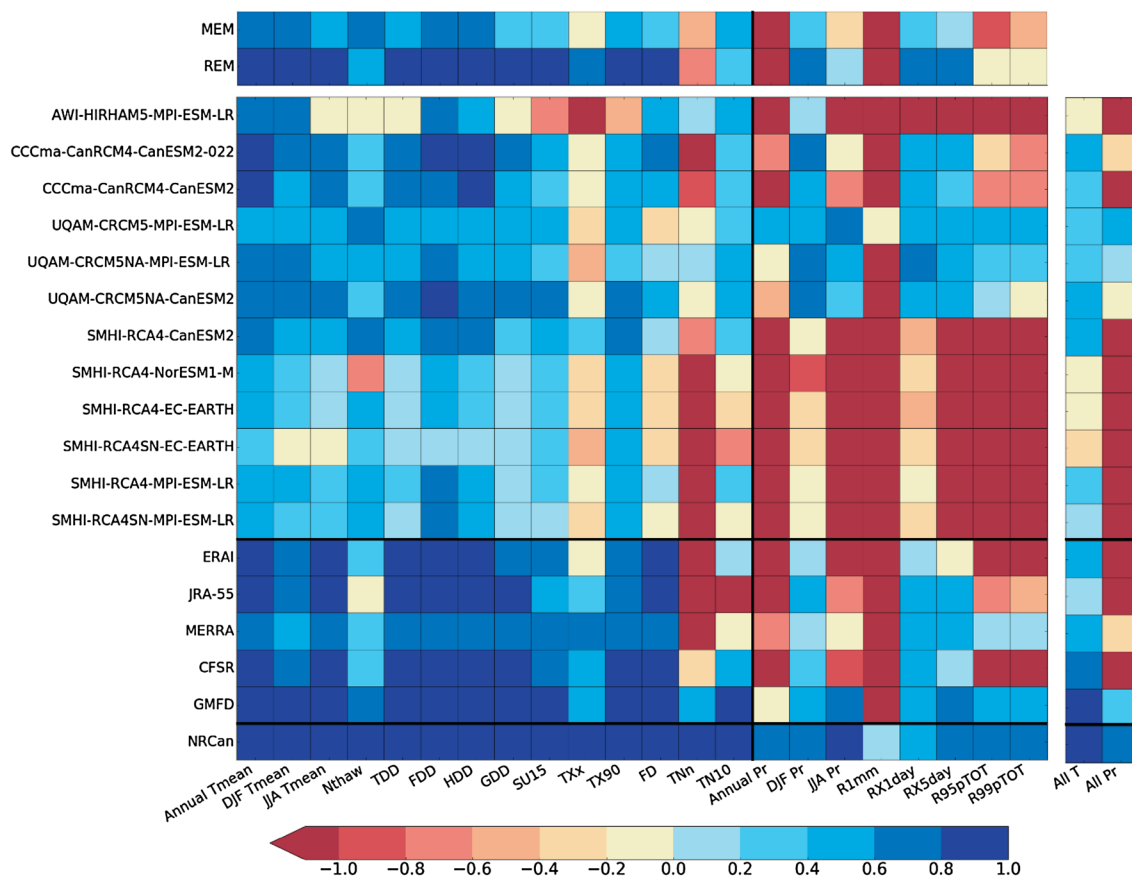 MEM
REM
AWI-HIRHAM5-MPI-ESM-LR
CCCma-CanRCM4-CanESM2-022
CCCma-CanRCM4-CanESM2
UQAM-CRCM5-MPI-ESM-LR
UQAM-CRCM5NA-MPI-ESM-LR
UQAM-CRCM5NA-CanESM2
SMHI-RCA4-CanESM2
SMHI-RCA4-NorESM1-M
SMHI-RCA4-EC-EARTH
SMHI-RCA4SN-EC-EARTH
SMHI-RCA4-MPI-ESM-LR
SMHI-RCA4SN-MPI-ESM-LR
ERAI
JRA-55
MERRA
CFSR
GMFD
NRCan
Annual Tmean
DJF Tmean
JJA Tmean
Nthaw
TDD
FDD
HDD
GDD
SU15
TXx
TX90
FD
TNn
TN10
Annual Pr
DJF Pr
JJA Pr
R1mm
RX1day
RX5day
R95pTOT
R99pTOT
All T
All Pr
−1.0 −0.8 −0.6 −0.4 −0.2 0.0 0.2 0.4 0.6 0.8 1.0